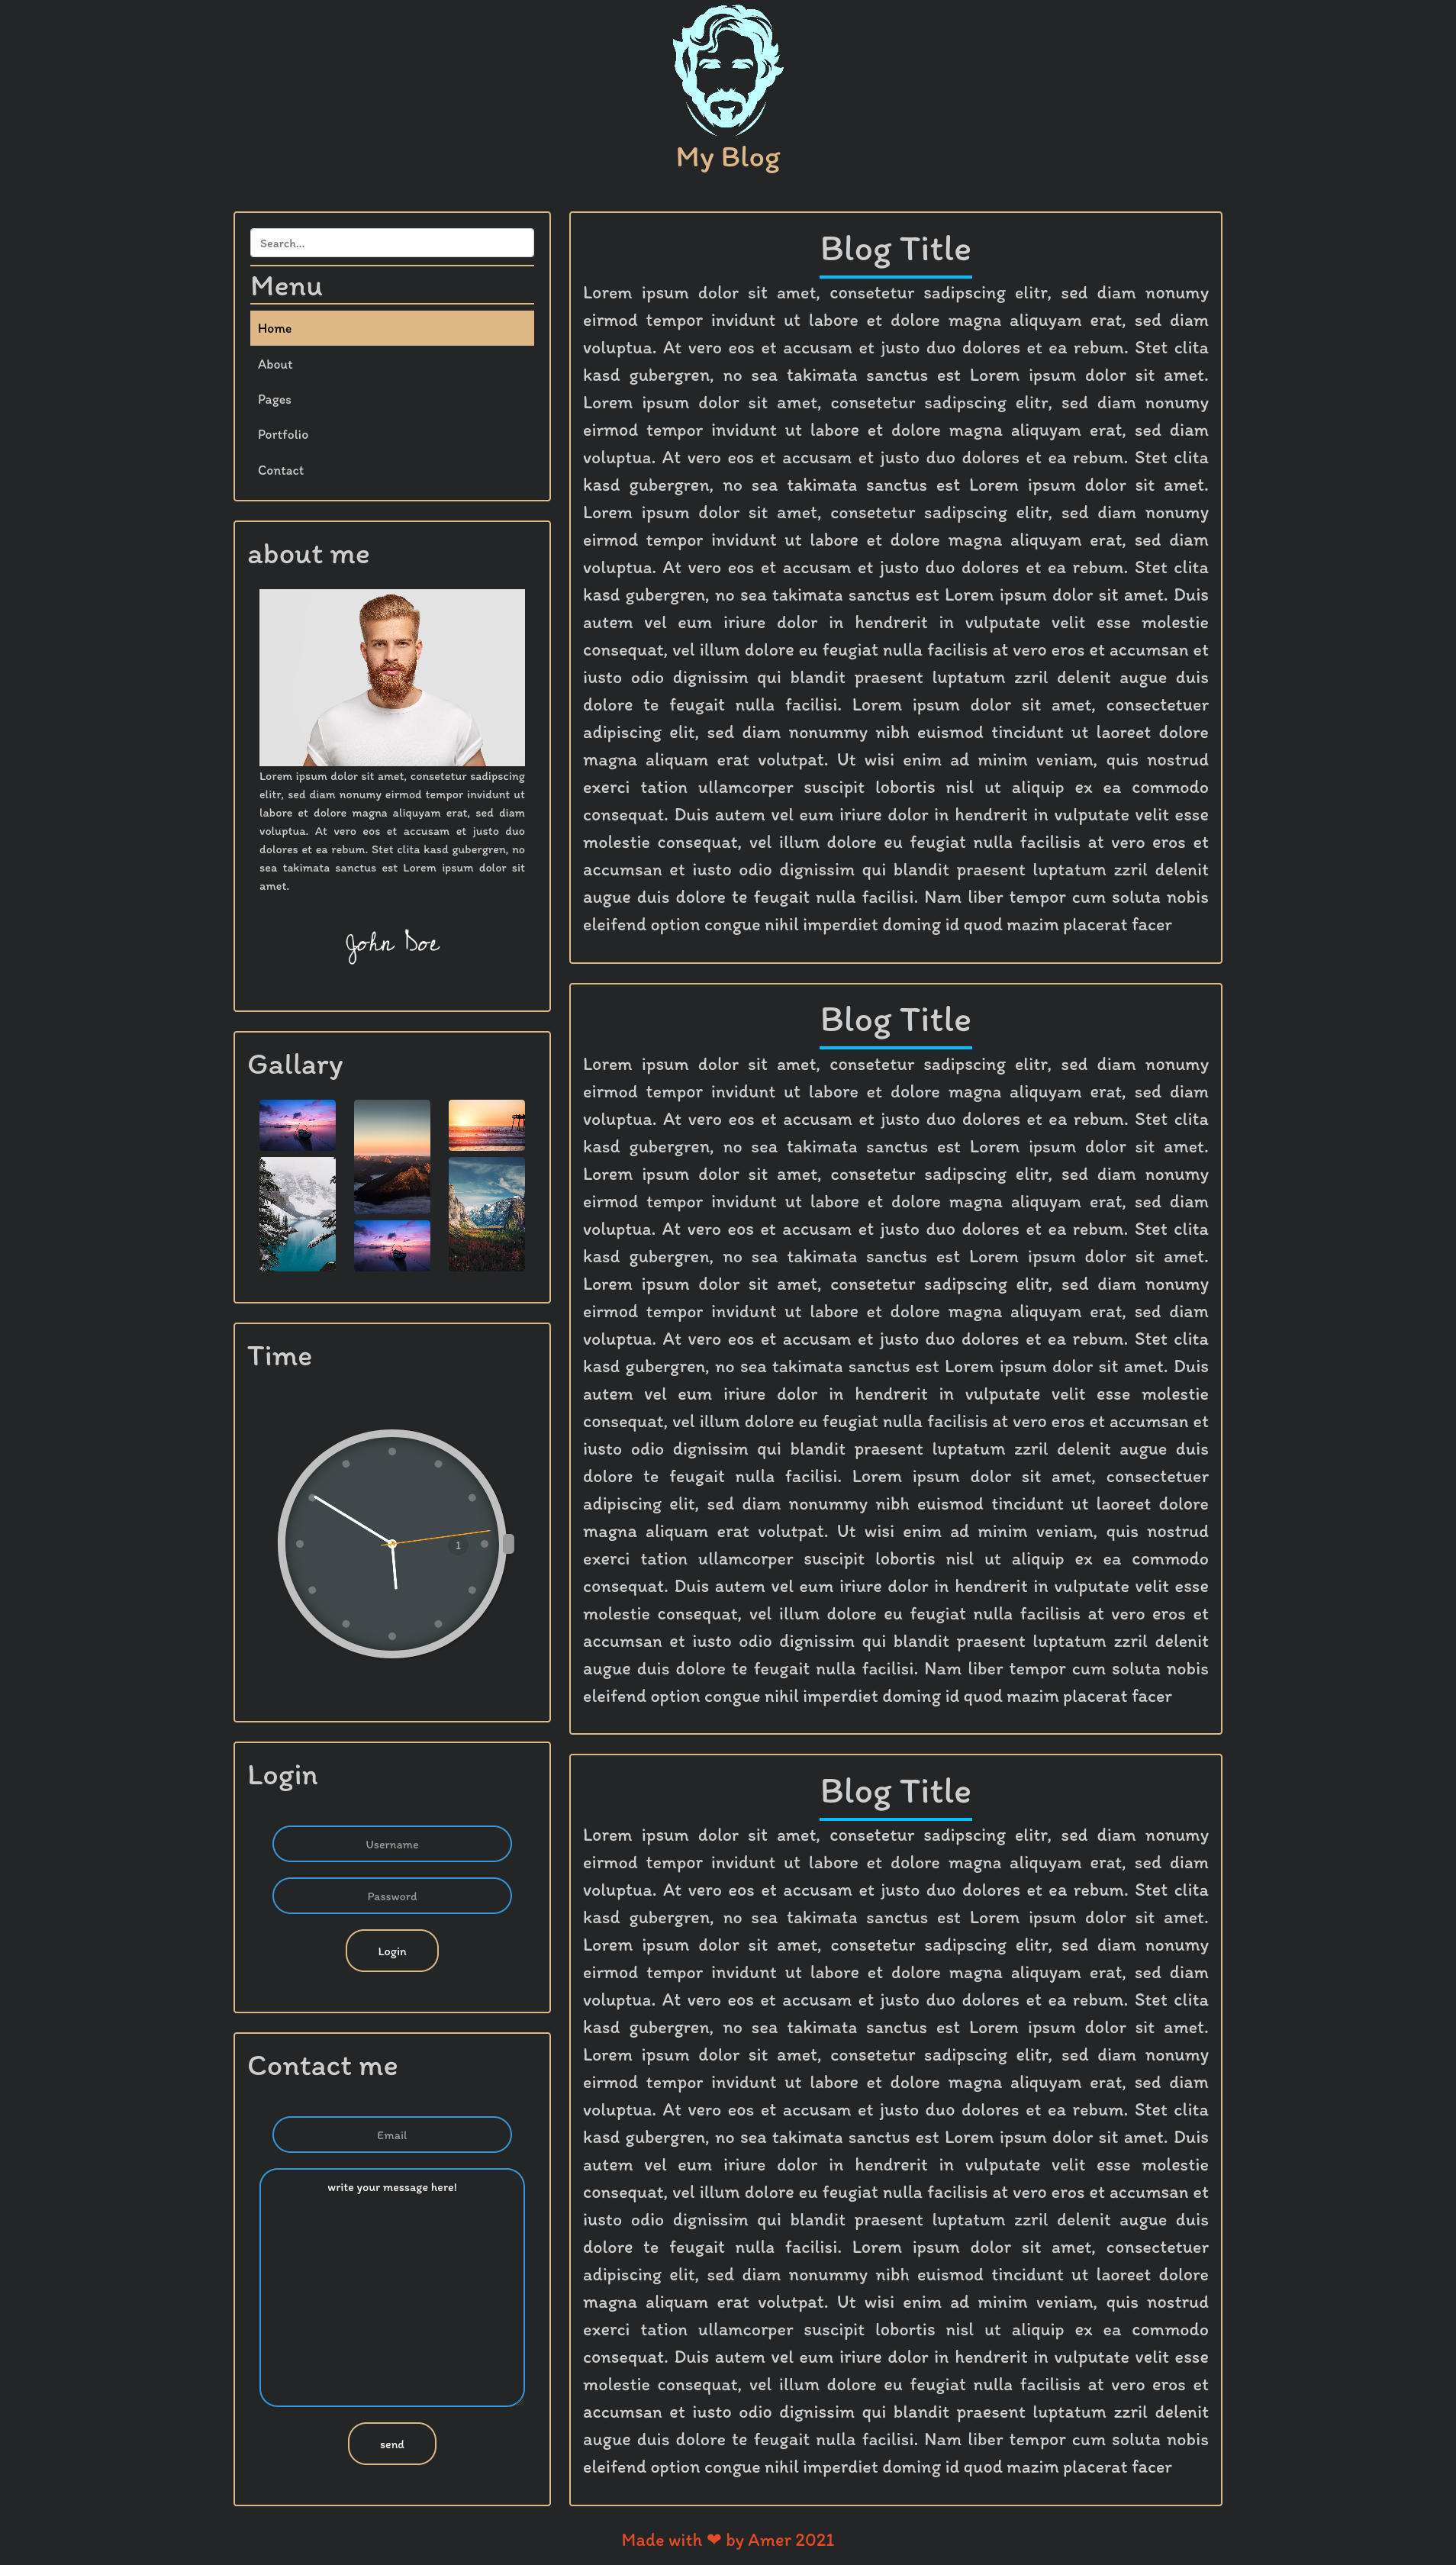 My Blog
Search...
Menu
Home
About
Pages
Portfolio
Contact
about me
Lorem ipsum dolor sit amet, consetetur sadipscing
elitr, sed diam nonumy eirmod tempor invidunt ut
labore et dolore magna aliquyam erat, sed diam
voluptua. At vero eos et accusam et justo duo
dolores et ea rebum. Stet clita kasd gubergren, no
sea takimata sanctus est Lorem ipsum dolor sit
amet.
John Doe
Gallary
Time
1
Login
Username
Password
Login
Contact me
Email
write your message here!
send
Blog Title
Lorem ipsum dolor sit amet, consetetur sadipscing elitr, sed diam nonumy
eirmod tempor invidunt ut labore et dolore magna aliquyam erat, sed diam
voluptua. At vero eos et accusam et justo duo dolores et ea rebum. Stet clita
kasd gubergren, no sea takimata sanctus est Lorem ipsum dolor sit amet.
Lorem ipsum dolor sit amet, consetetur sadipscing elitr, sed diam nonumy
eirmod tempor invidunt ut labore et dolore magna aliquyam erat, sed diam
voluptua. At vero eos et accusam et justo duo dolores et ea rebum. Stet clita
kasd gubergren, no sea takimata sanctus est Lorem ipsum dolor sit amet.
Lorem ipsum dolor sit amet, consetetur sadipscing elitr, sed diam nonumy
eirmod tempor invidunt ut labore et dolore magna aliquyam erat, sed diam
voluptua. At vero eos et accusam et justo duo dolores et ea rebum. Stet clita
kasd gubergren, no sea takimata sanctus est Lorem ipsum dolor sit amet. Duis
autem vel eum iriure dolor in hendrerit in vulputate velit esse molestie
consequat, vel illum dolore eu feugiat nulla facilisis at vero eros et accumsan et
iusto odio dignissim qui blandit praesent luptatum zzril delenit augue duis
dolore te feugait nulla facilisi. Lorem ipsum dolor sit amet, consectetuer
adipiscing elit, sed diam nonummy nibh euismod tincidunt ut laoreet dolore
magna aliquam erat volutpat. Ut wisi enim ad minim veniam, quis nostrud
exerci tation ullamcorper suscipit lobortis nisl ut aliquip ex ea commodo
consequat. Duis autem vel eum iriure dolor in hendrerit in vulputate velit esse
molestie consequat, vel illum dolore eu feugiat nulla facilisis at vero eros et
accumsan et iusto odio dignissim qui blandit praesent luptatum zzril delenit
augue duis dolore te feugait nulla facilisi. Nam liber tempor cum soluta nobis
eleifend option congue nihil imperdiet doming id quod mazim placerat facer
Blog Title
Lorem ipsum dolor sit amet, consetetur sadipscing elitr, sed diam nonumy
eirmod tempor invidunt ut labore et dolore magna aliquyam erat, sed diam
voluptua. At vero eos et accusam et justo duo dolores et ea rebum. Stet clita
kasd gubergren, no sea takimata sanctus est Lorem ipsum dolor sit amet.
Lorem ipsum dolor sit amet, consetetur sadipscing elitr, sed diam nonumy
eirmod tempor invidunt ut labore et dolore magna aliquyam erat, sed diam
voluptua. At vero eos et accusam et justo duo dolores et ea rebum. Stet clita
kasd gubergren, no sea takimata sanctus est Lorem ipsum dolor sit amet.
Lorem ipsum dolor sit amet, consetetur sadipscing elitr, sed diam nonumy
eirmod tempor invidunt ut labore et dolore magna aliquyam erat, sed diam
voluptua. At vero eos et accusam et justo duo dolores et ea rebum. Stet clita
kasd gubergren, no sea takimata sanctus est Lorem ipsum dolor sit amet. Duis
autem vel eum iriure dolor in hendrerit in vulputate velit esse molestie
consequat, vel illum dolore eu feugiat nulla facilisis at vero eros et accumsan et
iusto odio dignissim qui blandit praesent luptatum zzril delenit augue duis
dolore te feugait nulla facilisi. Lorem ipsum dolor sit amet, consectetuer
adipiscing elit, sed diam nonummy nibh euismod tincidunt ut laoreet dolore
magna aliquam erat volutpat. Ut wisi enim ad minim veniam, quis nostrud
exerci tation ullamcorper suscipit lobortis nisl ut aliquip ex ea commodo
consequat. Duis autem vel eum iriure dolor in hendrerit in vulputate velit esse
molestie consequat, vel illum dolore eu feugiat nulla facilisis at vero eros et
accumsan et iusto odio dignissim qui blandit praesent luptatum zzril delenit
augue duis dolore te feugait nulla facilisi. Nam liber tempor cum soluta nobis
eleifend option congue nihil imperdiet doming id quod mazim placerat facer
Blog Title
Lorem ipsum dolor sit amet, consetetur sadipscing elitr, sed diam nonumy
eirmod tempor invidunt ut labore et dolore magna aliquyam erat, sed diam
voluptua. At vero eos et accusam et justo duo dolores et ea rebum. Stet clita
kasd gubergren, no sea takimata sanctus est Lorem ipsum dolor sit amet.
Lorem ipsum dolor sit amet, consetetur sadipscing elitr, sed diam nonumy
eirmod tempor invidunt ut labore et dolore magna aliquyam erat, sed diam
voluptua. At vero eos et accusam et justo duo dolores et ea rebum. Stet clita
kasd gubergren, no sea takimata sanctus est Lorem ipsum dolor sit amet.
Lorem ipsum dolor sit amet, consetetur sadipscing elitr, sed diam nonumy
eirmod tempor invidunt ut labore et dolore magna aliquyam erat, sed diam
voluptua. At vero eos et accusam et justo duo dolores et ea rebum. Stet clita
kasd gubergren, no sea takimata sanctus est Lorem ipsum dolor sit amet. Duis
autem vel eum iriure dolor in hendrerit in vulputate velit esse molestie
consequat, vel illum dolore eu feugiat nulla facilisis at vero eros et accumsan et
iusto odio dignissim qui blandit praesent luptatum zzril delenit augue duis
dolore te feugait nulla facilisi. Lorem ipsum dolor sit amet, consectetuer
adipiscing elit, sed diam nonummy nibh euismod tincidunt ut laoreet dolore
magna aliquam erat volutpat. Ut wisi enim ad minim veniam, quis nostrud
exerci tation ullamcorper suscipit lobortis nisl ut aliquip ex ea commodo
consequat. Duis autem vel eum iriure dolor in hendrerit in vulputate velit esse
molestie consequat, vel illum dolore eu feugiat nulla facilisis at vero eros et
accumsan et iusto odio dignissim qui blandit praesent luptatum zzril delenit
augue duis dolore te feugait nulla facilisi. Nam liber tempor cum soluta nobis
eleifend option congue nihil imperdiet doming id quod mazim placerat facer
Made with ❤ by Amer 2021